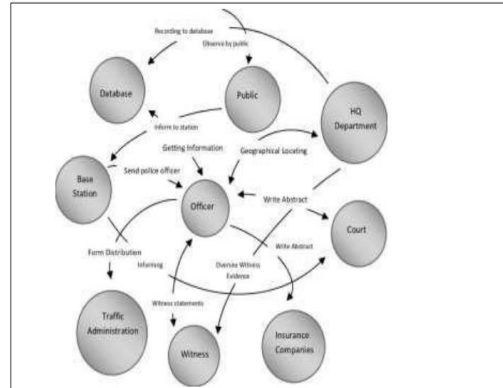 Recording to database
Observe by public
Database
Public
HQ
Department
Inform to station
Getting Information
Geographical Locating
Base
Station
Send police officer
Officer
Write Abstract
Court
Form Distribution
Informing
Oversee Witness
Evidence
Write Abstract
Witness statements
Traffic
Administration
Witness
Insurance
Companies